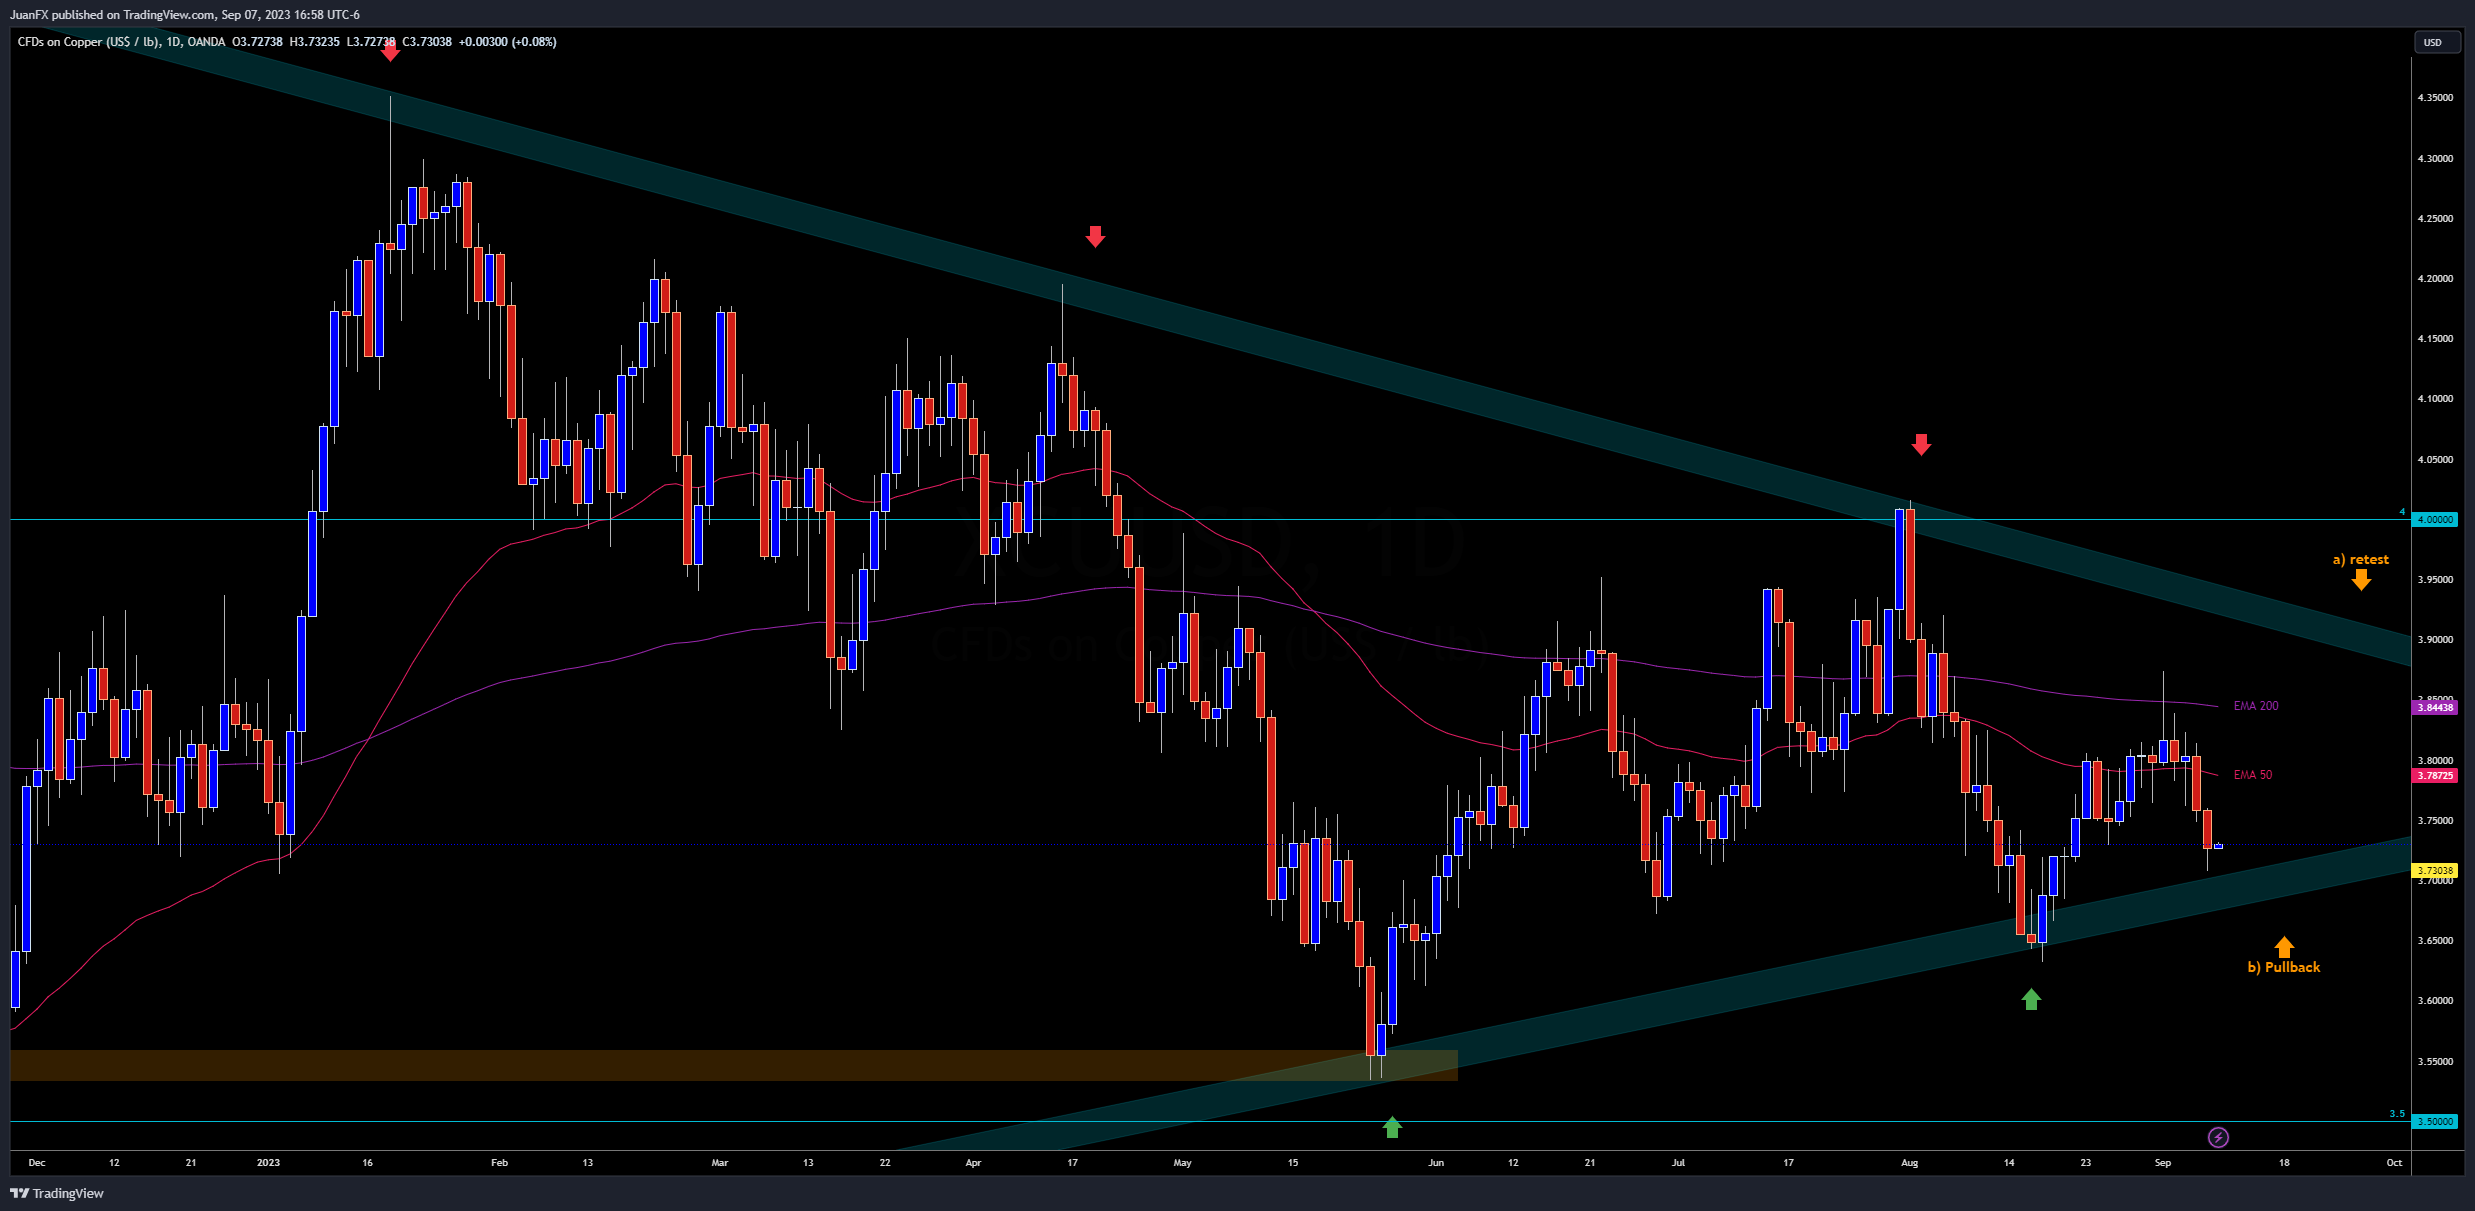 JuanFX published on TradingView.com, Sep 07, 2023 16:58 UTC-6
CFDs on Copper (US$ / lb), 1D, OANDA O3.72738 H3.73235 L3.72738 C3.73038 +0.00300 (+0.08%)
USD
4.35000
4.30000
4.25000
4.20000
4.15000
4.10000
4.05000
4
4.00000
XCUUSD, 1D
CFDs on Copper (US$ / lb)
a) retest
3.95000
3.90000
3.85000
EMA 200
3.84438
3.80000
EMA 50
3.78725
3.75000
3.73038
3.70000
b) Pullback
3.65000
3.60000
3.55000
3.5
3.50000
Dec 12 21 2023 16 Feb 13 Mar 13 22 Apr 17 May 15 Jun 12 21 Jul 17 Aug 14 23 Sep 18 Oct
TradingView